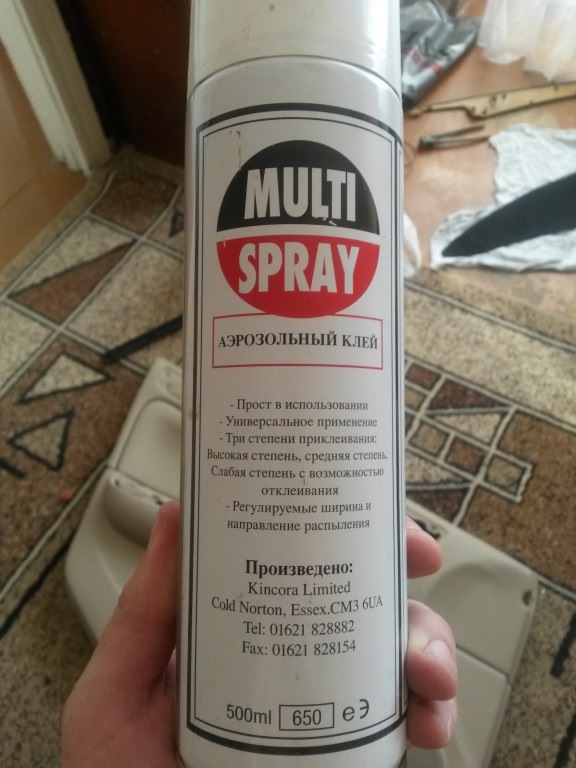 MULTI
SPRAY
АЭРОЗОЛЬНЫЙ КЛЕЙ
- Прост в использовании
- Универсальное применение
- Три степени приклеивания:
Высокая степень, средняя степень,
Слабая степень с возможностью
отклеивания
- Регулируемые ширина и
направление распыления
Произведено:
Kincora Limited
Cold Norton, Essex.CM3 6UA
Tel: 01621 828882
Fax: 01621 828154
500ml 650 e϶